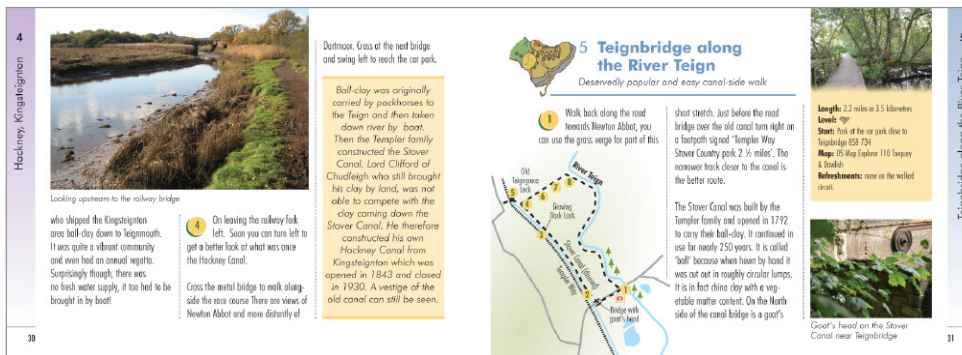 4
Hackney, Kingsteignton
Looking upstream to the railway bridge
who shipped the Kingsteignton
area ball-clay down to Teignmouth.
It was quite a vibrant community
and even had an annual regatta.
Surprisingly though, there was
no fresh water supply, it too had to be
brought in by boat!
4
On leaving the railway fork
left. Soon you can turn left to
get a better look at what was once
the Hackney Canal.
Cross the metal bridge to walk along-
side the race course There are views of
Newton Abbot and more distantly of
Dartmoor. Cross at the next bridge
and swing left to reach the car park.
Ball-clay was originally
carried by packhorses to
the Teign and then taken
down river by boat.
Then the Templer family
constructed the Stover
Canal. Lord Clifford of
Chudleigh who still brought
his clay by land, was not
able to compete with the
clay coming down the
Stover Canal. He therefore
constructed his own
Hackney Canal from
Kingsteignton which was
opened in 1843 and closed
in 1930. A vestige of the
old canal can still be seen.
30
5 Teignbridge along
the River Teign
Deservedly popular and easy canal-side walk
1
Walk back along the road
towards Newton Abbot, you
can use the grass verge for part of this
River Teign
Old
Teigngrace
Lock
5
4
6
7
8
Graving
Dock Lock
3
Stover Canal (disused)
Templer Way
2
1
Bridge with
goat's head
short stretch. Just before the road
bridge over the old canal turn right on
a footpath signed 'Templer Way
Stover Country park 2 ½ miles'. The
narrower track closer to the canal is
the better route.
The Stover Canal was built by the
Templer family and opened in 1792
to carry their ball-clay. It continued in
use for nearly 250 years. It is called
'ball' because when hewn by hand it
was cut out in roughly circular lumps.
It is in fact china clay with a veg-
etable matter content. On the North
side of the canal bridge is a goat's
Length: 2.2 miles or 3.5 kilometres
Level:
Start: Park at the car park close to
Teignbridge 858 734
Map: OS Map Explorer 110 Torquay
& Dawlish
Refreshments: none on the walked
circuit.
Goat's head on the Stover
Canal near Teignbridge
31